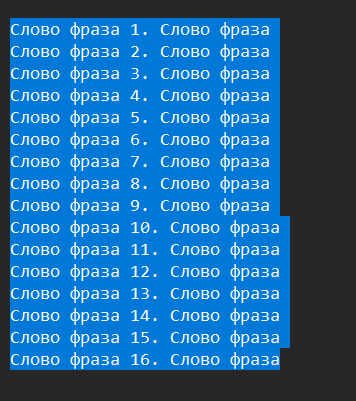 Слово фраза 1. Слово фраза
Слово фраза 2. Слово фраза
Слово фраза 3. Слово фраза
Слово фраза 4. Слово фраза
Слово фраза 5. Слово фраза
Слово фраза 6. Слово фраза
Слово фраза 7. Слово фраза
Слово фраза 8. Слово фраза
Слово фраза 9. Слово фраза
Слово фраза 10. Слово фраза
Слово фраза 11. Слово фраза
Слово фраза 12. Слово фраза
Слово фраза 13. Слово фраза
Слово фраза 14. Слово фраза
Слово фраза 15. Слово фраза
Слово фраза 16. Слово фраза